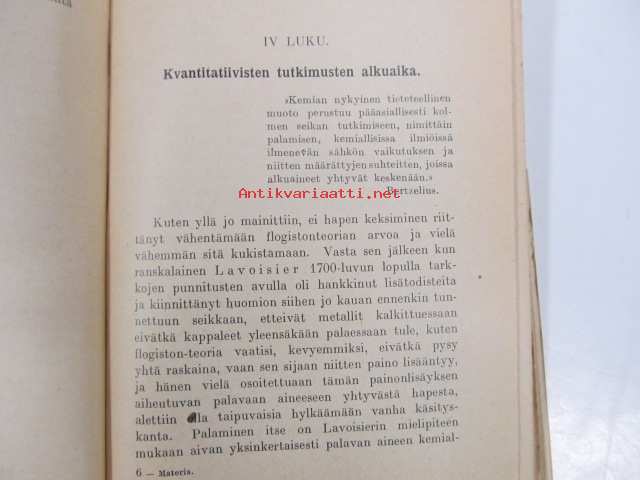 IV LUKU.
Kvantitatiivisten tutkimusten alkuaika.
»Kemian nykyinen tieteellinen
muoto perustuu pääasiallisesti kol-
men seikan tutkimiseen, nimittäin
palamisen, kemiallisissa ilmiöissä
ilmenevän sähkön vaikutuksen ja
niitten määrättyjen suhteitten, joissa
alkuaineet yhtyvät keskenään.»
Antikvariaatti.net
Bertzelius.
Kuten yllä jo mainittiin, ei hapen keksiminen riit-
tänyt vähentämään flogistonteorian arvoa ja vielä
vähemmän sitä kukistamaan. Vasta sen jälkeen kun
ranskalainen Lavoisier 1700-luvun lopulla tark-
kojen punnitusten avulla oli hankkinut lisätodisteita
ja kiinnittänyt huomion siihen jo kauan ennenkin tun-
nettuun seikkaan, etteivät metallit kalkittuessaan
eivätkä kappaleet yleensäkään palaessaan tule, kuten
flogiston-teoria vaatisi, kevyemmiksi, eivätkä pysy
yhtä raskaina, vaan sen sijaan niitten paino lisääntyy,
ja hänen vielä osoitettuaan tämän painonlisäyksen
aiheutuvan palavaan aineeseen yhtyvästä hapesta,
alettiin olla taipuvaisia hylkäämään vanha käsitys-
kanta. Palaminen itse on Lavoisierin mielipiteen
mukaan aivan yksinkertaisesti palavan aineen kemial-
6 — Materia.